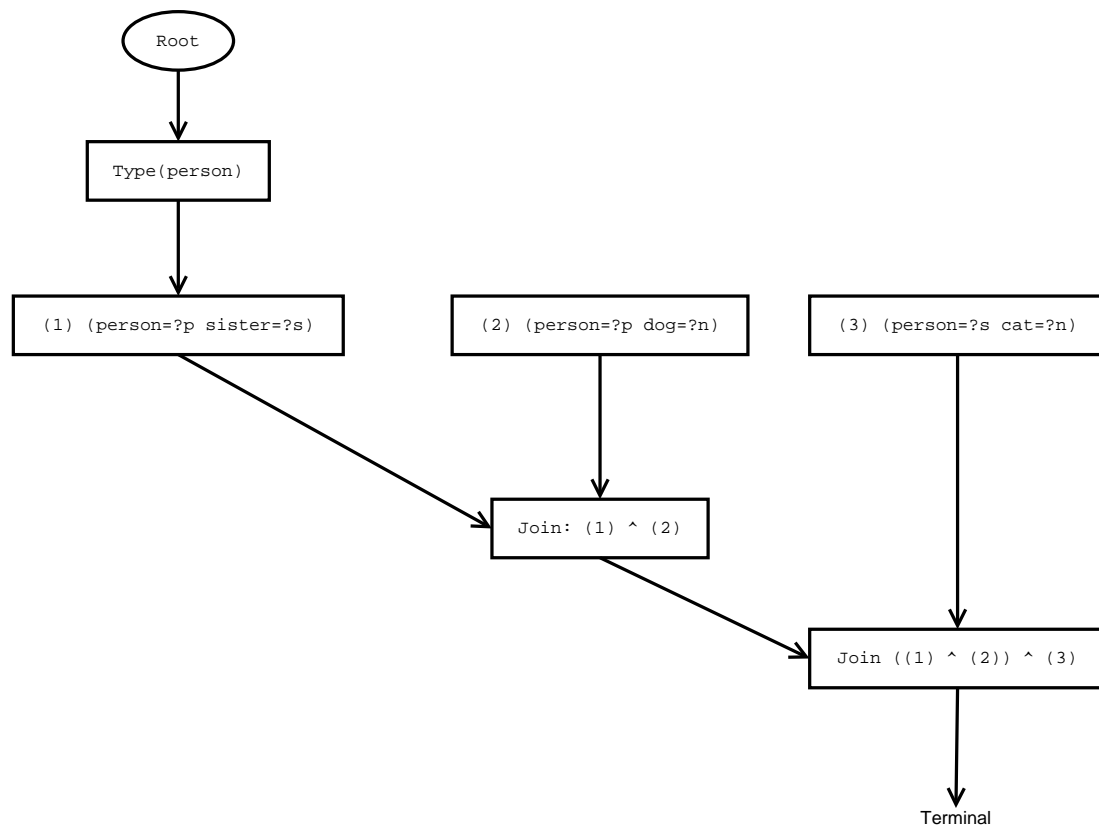 Root
Type(person)
(1) (person=?p sister=?s)
(2) (person=?p dog=?n)
(3) (person=?s cat=?n)
Join: (1) ^ (2)
Join ((1) ^ (2)) ^ (3)
Terminal